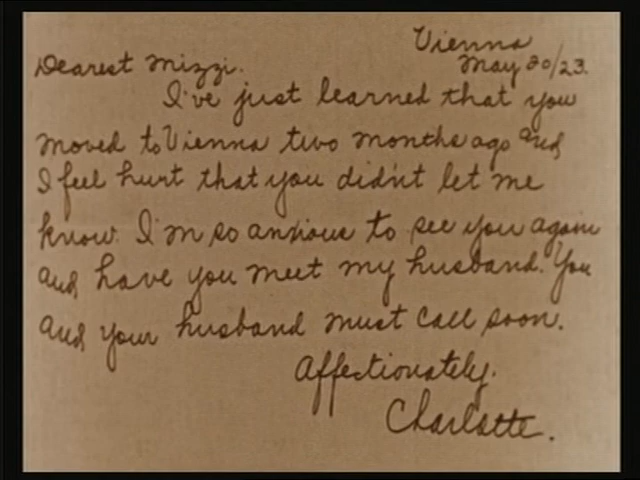 Vienna
May 20/23.
Dearest Mizzi.
I've just learned that you
moved to Vienna two months ago and
I feel hurt that you didn't let me
know. I'm so anxious to see you again
and have you meet my husband. You
and your husband must call soon.
Affectionately.
Charlotte.